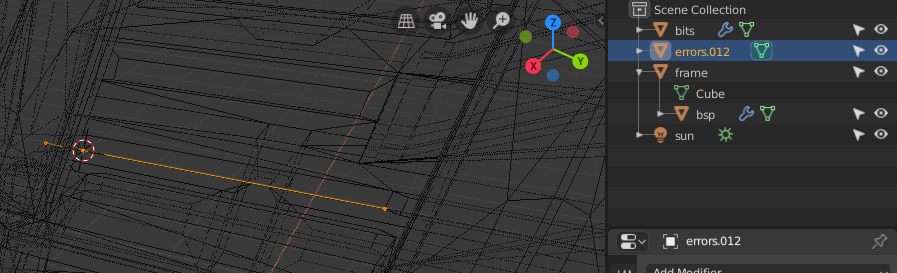 Scene Collection
bits
errors.012
frame
Cube
bsp
sun
Z
X
Y
errors.012
Add Modifier